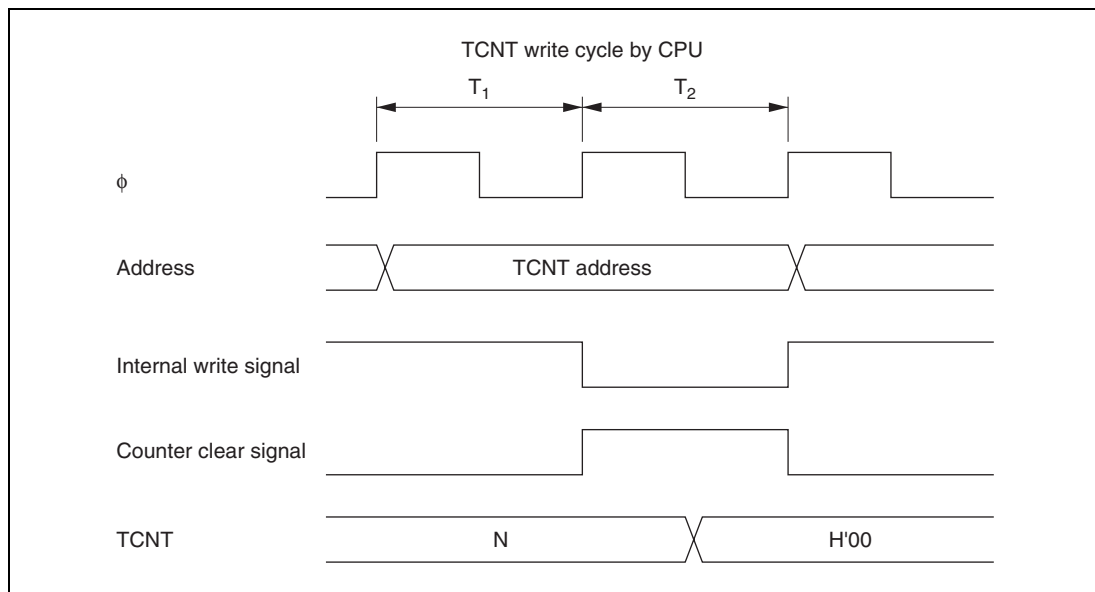 TCNT write cycle by CPU
T1 T2
ϕ
Address TCNT address
Internal write signal
Counter clear signal
TCNT N H'00